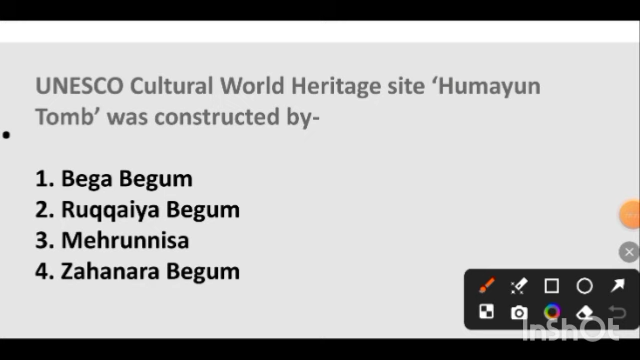 UNESCO Cultural World Heritage site ‘Humayun
Tomb’ was constructed by-
1. Bega Begum
2. Ruqqaiya Begum
3. Mehrunnisa
4. Zahanara Begum
InShOt